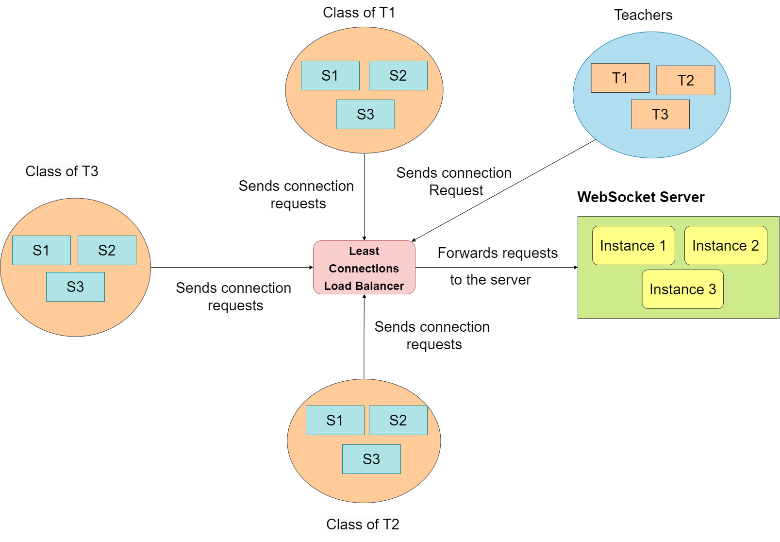 Class of T1
S1
S2
S3
Teachers
T1
T2
T3
Class of T3
S1
S2
S3
Sends connection
requests
Sends connection
Request
WebSocket Server
Instance 1
Instance 2
Instance 3
Least
Connections
Load Balancer
Forwards requests
to the server
Sends connection
requests
Sends connection
requests
S1
S2
S3
Class of T2